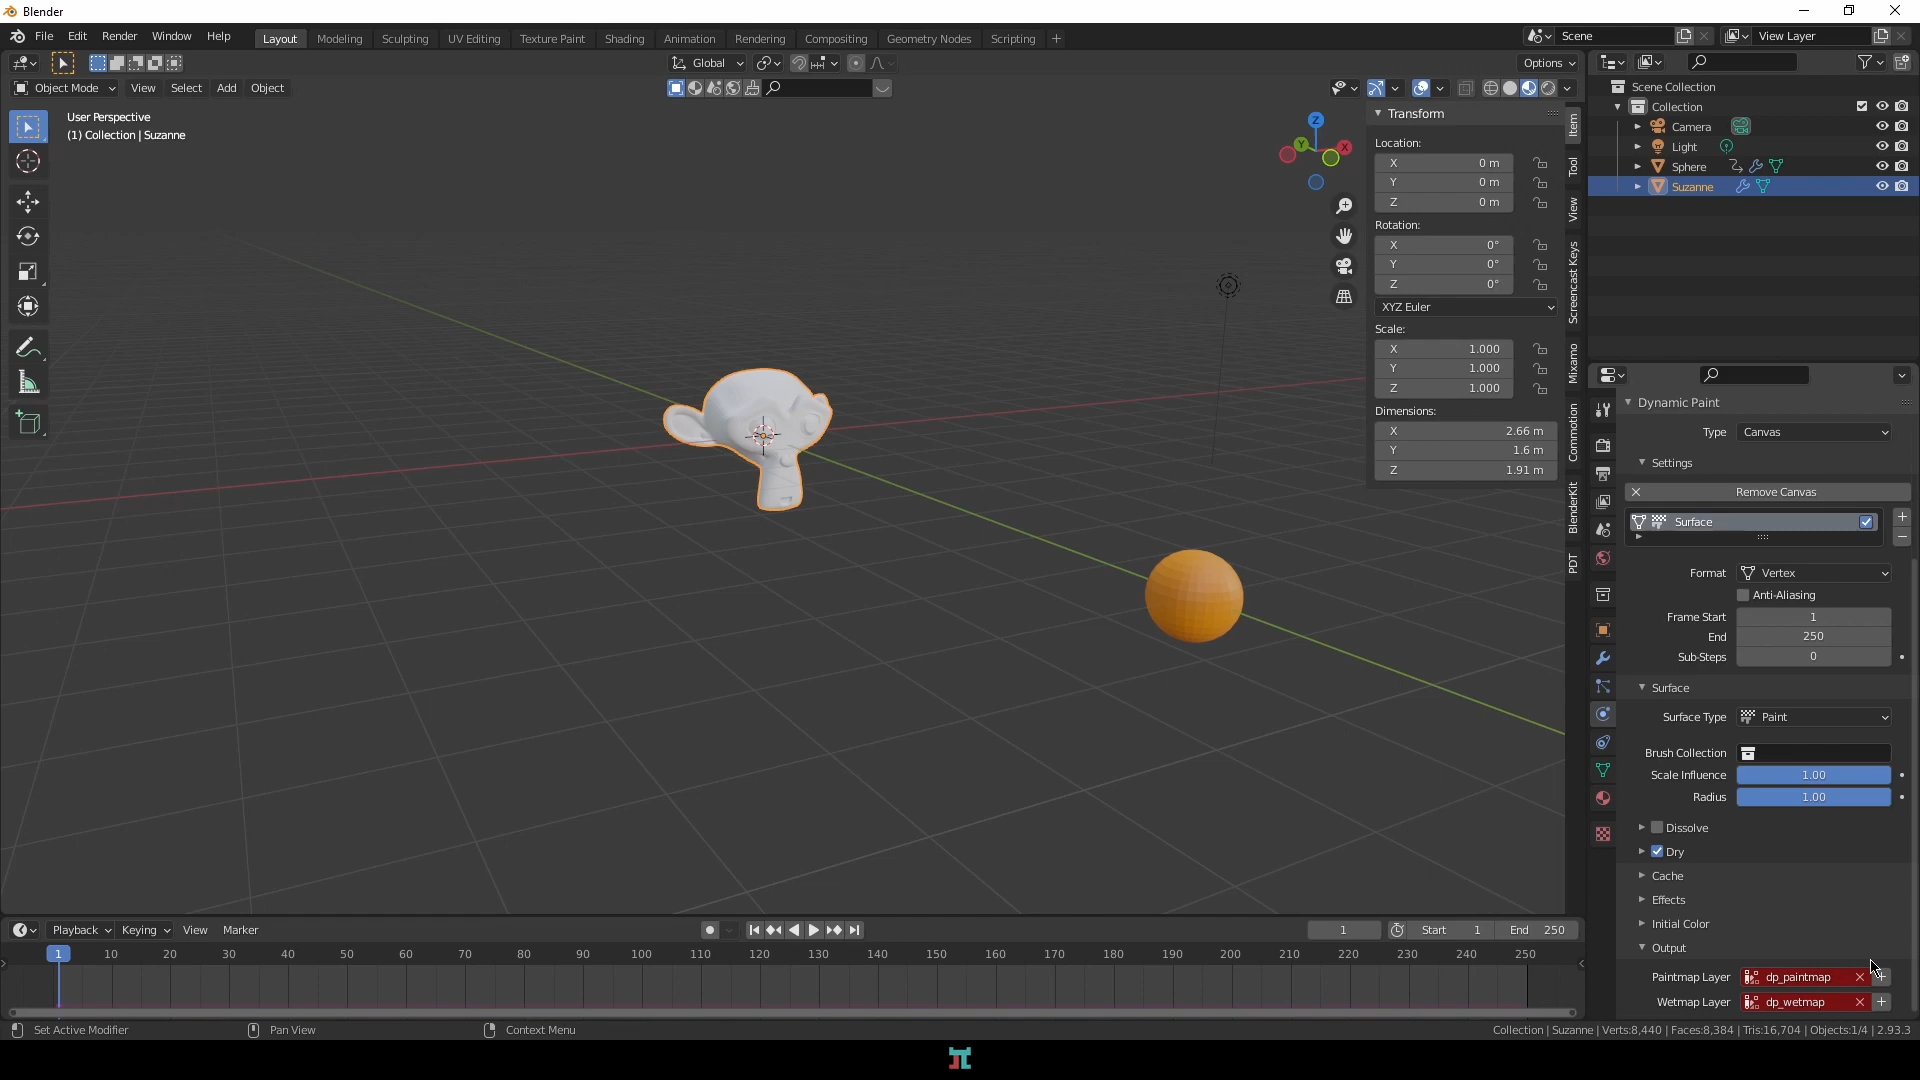 Blender
File Edit Render Window Help Layout Modeling Sculpting UV Editing Texture Paint Shading Animation Rendering Compositing Geometry Nodes Scripting + Scene View Layer
Global Options
Object Mode View Select Add Object
User Perspective
(1) Collection | Suzanne
Z
Y
X
Transform
Location:
X 0 m
Y 0 m
Z 0 m
Rotation:
X 0°
Y 0°
Z 0°
XYZ Euler
Scale:
X 1.000
Y 1.000
Z 1.000
Dimensions:
X 2.66 m
Y 1.6 m
Z 1.91 m
Item
Tool
View
Screencast Keys
Mixamo
Commotion
BlenderKit
PDT
Scene Collection
Collection
Camera
Light
Sphere
Suzanne
Dynamic Paint
Type Canvas
Settings
Remove Canvas
Surface
Format Vertex
Anti-Aliasing
Frame Start 1
End 250
Sub-Steps 0
Surface
Surface Type Paint
Brush Collection
Scale Influence 1.00
Radius 1.00
Dissolve
Dry
Cache
Effects
Initial Color
Output
Paintmap Layer dp_paintmap
Wetmap Layer dp_wetmap
Playback Keying View Marker 1 Start 1 End 250
1 10 20 30 40 50 60 70 80 90 100 110 120 130 140 150 160 170 180 190 200 210 220 230 240 250
Set Active Modifier Pan View Context Menu Collection | Suzanne | Verts:8,440 | Faces:8,384 | Tris:16,704 | Objects:1/4 | 2.93.3